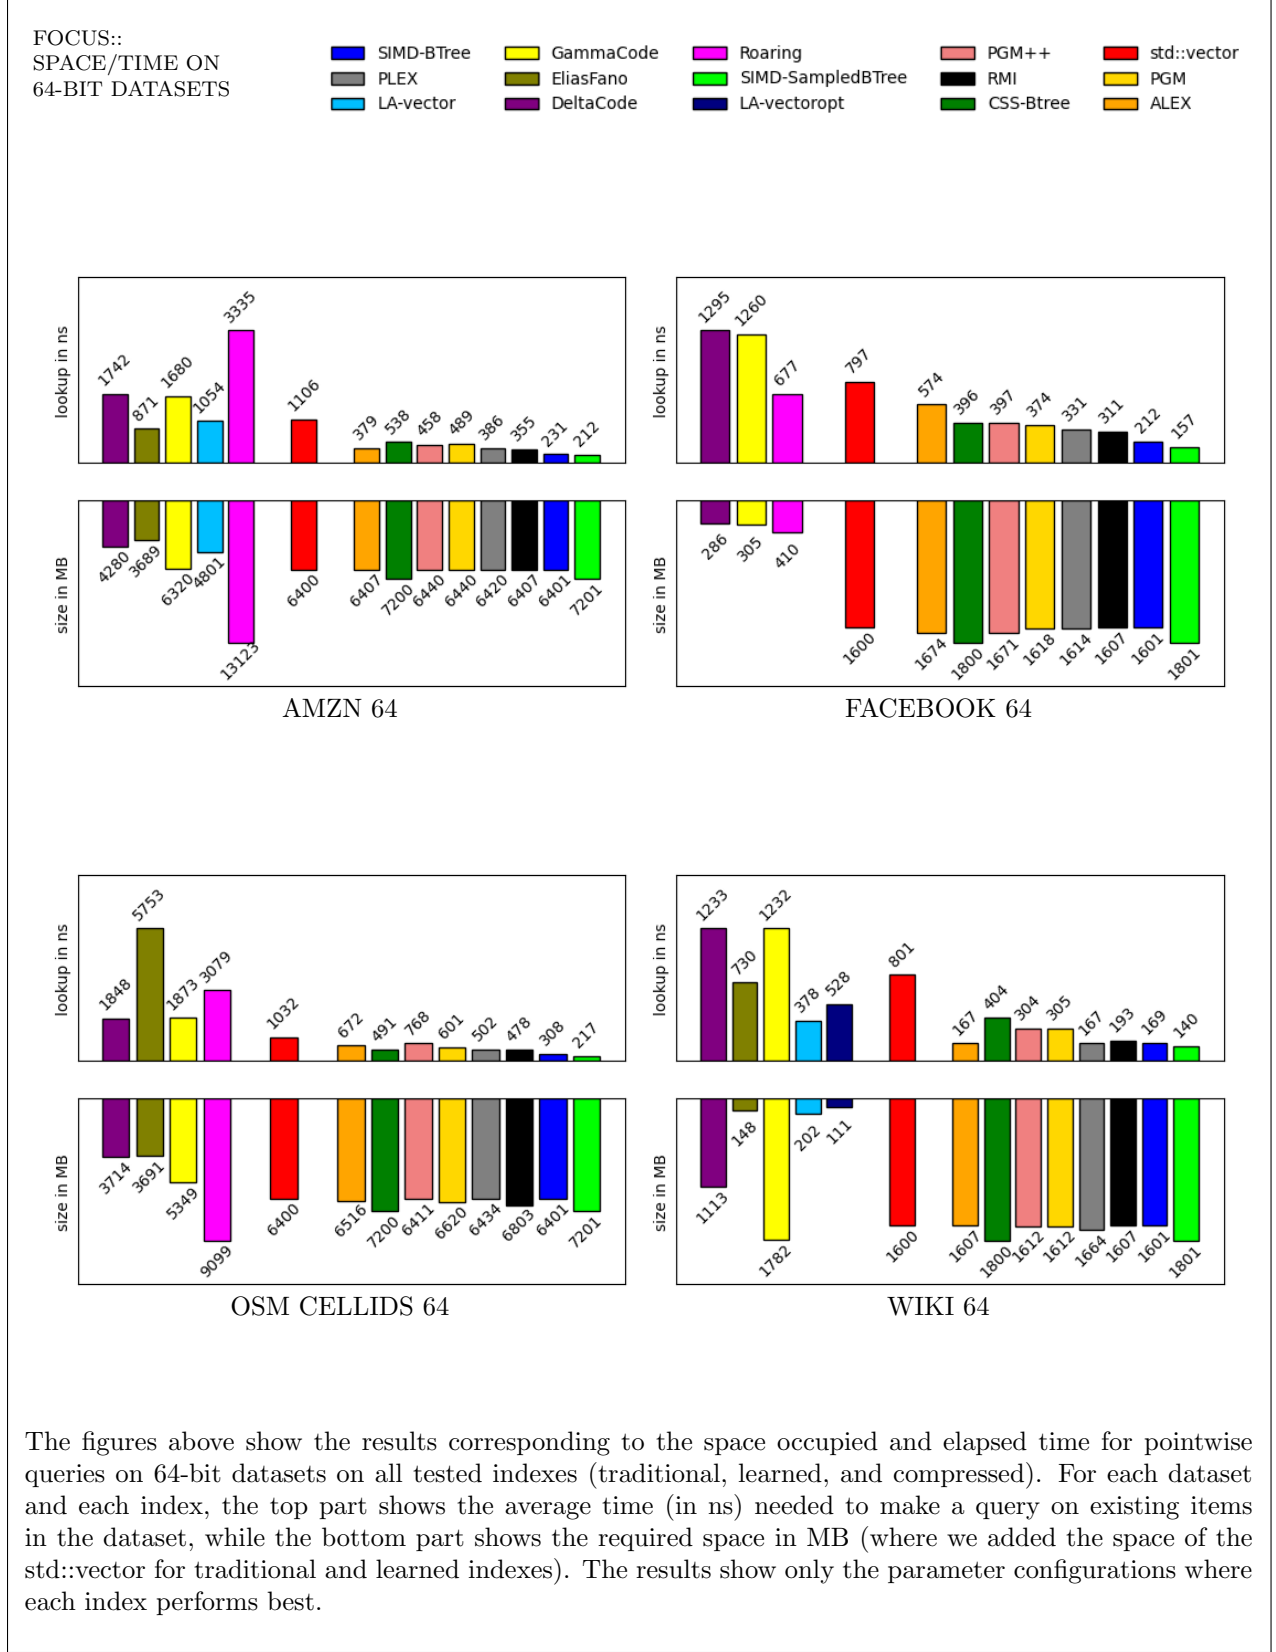 FOCUS::
SPACE/TIME ON
64-BIT DATASETS
SIMD-BTree GammaCode Roaring PGM++ std::vector
PLEX EliasFano SIMD-SampledBTree RMI PGM
LA-vector DeltaCode LA-vectoropt CSS-Btree ALEX
lookup in ns
1742 871 1680 1054 3335 1106 379 538 458 489 386 355 231 212
size in MB
4280 3689 6320 4801 13123 6400 6407 7200 6440 6440 6420 6407 6401 7201
AMZN 64
lookup in ns
1295 1260 677 797 574 396 397 374 331 311 212 157
size in MB
286 305 410 1600 1674 1800 1671 1618 1614 1607 1601 1801
FACEBOOK 64
lookup in ns
1848 5753 1873 3079 1032 672 491 768 601 502 478 308 217
size in MB
3714 3691 5349 9099 6400 6516 7200 6411 6620 6434 6803 6401 7201
OSM CELLIDS 64
lookup in ns
1233 730 1232 378 528 801 167 404 304 305 167 193 169 140
size in MB
1113 148 1782 202 111 1600 1607 1800 1612 1612 1664 1607 1601 1801
WIKI 64
The figures above show the results corresponding to the space occupied and elapsed time for pointwise
queries on 64-bit datasets on all tested indexes (traditional, learned, and compressed). For each dataset
and each index, the top part shows the average time (in ns) needed to make a query on existing items
in the dataset, while the bottom part shows the required space in MB (where we added the space of the
std::vector for traditional and learned indexes). The results show only the parameter configurations where
each index performs best.